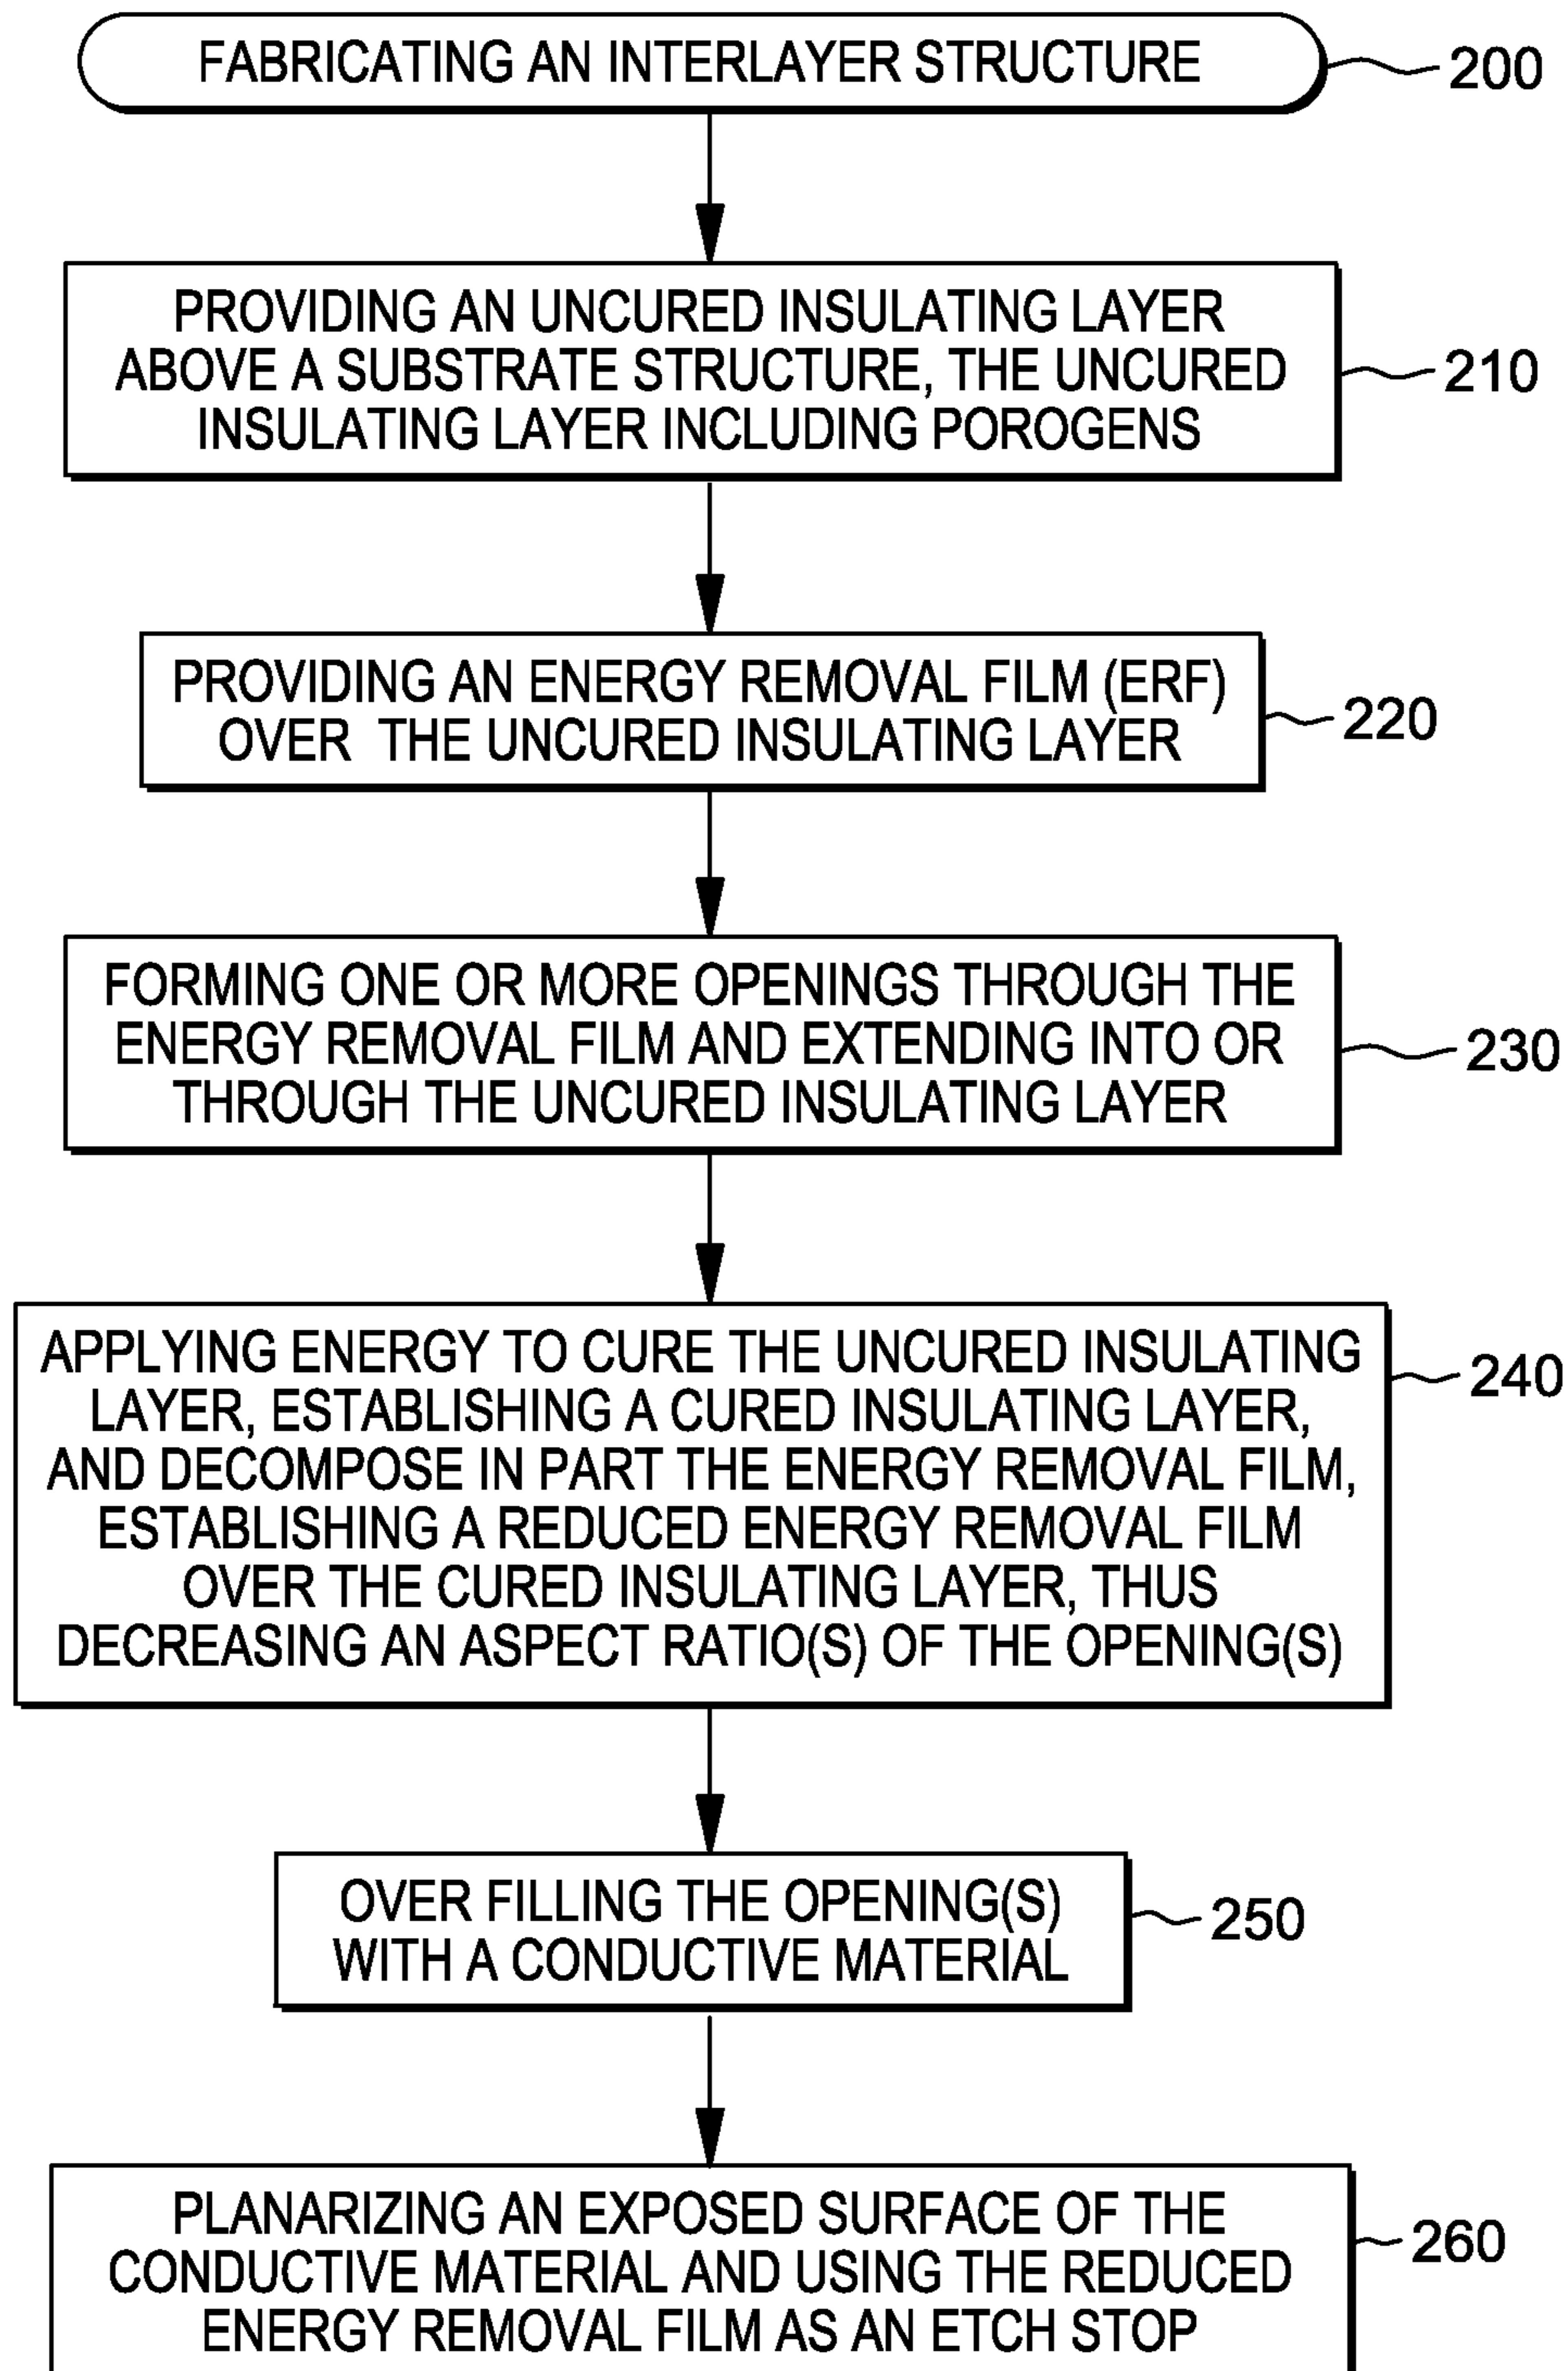 FABRICATING AN INTERLAYER STRUCTURE
200
PROVIDING AN UNCURED INSULATING LAYER
ABOVE A SUBSTRATE STRUCTURE, THE UNCURED
INSULATING LAYER INCLUDING POROGENS
210
PROVIDING AN ENERGY REMOVAL FILM (ERF)
OVER THE UNCURED INSULATING LAYER
220
FORMING ONE OR MORE OPENINGS THROUGH THE
ENERGY REMOVAL FILM AND EXTENDING INTO OR
THROUGH THE UNCURED INSULATING LAYER
230
APPLYING ENERGY TO CURE THE UNCURED INSULATING
LAYER, ESTABLISHING A CURED INSULATING LAYER,
AND DECOMPOSE IN PART THE ENERGY REMOVAL FILM,
ESTABLISHING A REDUCED ENERGY REMOVAL FILM
OVER THE CURED INSULATING LAYER, THUS
DECREASING AN ASPECT RATIO(S) OF THE OPENING(S)
240
OVER FILLING THE OPENING(S)
WITH A CONDUCTIVE MATERIAL
250
PLANARIZING AN EXPOSED SURFACE OF THE
CONDUCTIVE MATERIAL AND USING THE REDUCED
ENERGY REMOVAL FILM AS AN ETCH STOP
260